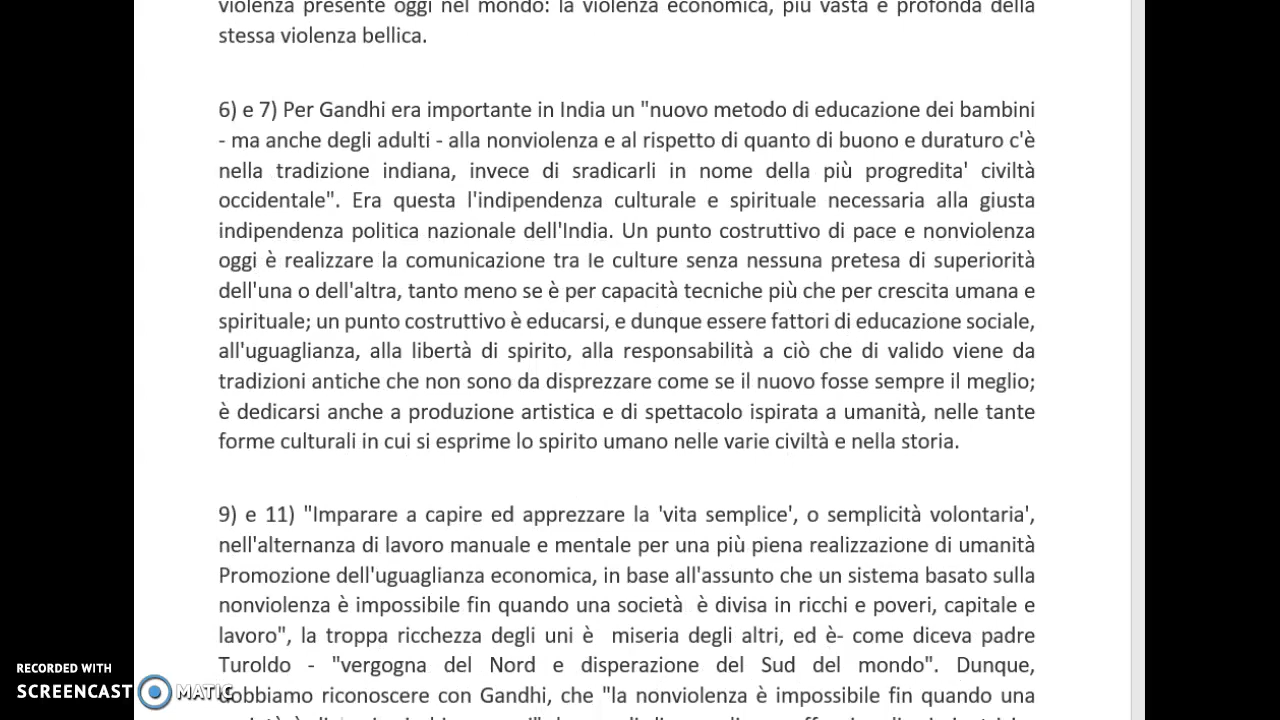 violenza presente oggi nel mondo: la violenza economica, più vasta e profonda della
stessa violenza bellica.
6) e 7) Per Gandhi era importante in India un "nuovo metodo di educazione dei bambini
- ma anche degli adulti - alla nonviolenza e al rispetto di quanto di buono e duraturo c'è
nella tradizione indiana, invece di sradicarli in nome della più progredita' civiltà
occidentale". Era questa l'indipendenza culturale e spirituale necessaria alla giusta
indipendenza politica nazionale dell'India. Un punto costruttivo di pace e nonviolenza
oggi è realizzare la comunicazione tra Ie culture senza nessuna pretesa di superiorità
dell'una o dell'altra, tanto meno se è per capacità tecniche più che per crescita umana e
spirituale; un punto costruttivo è educarsi, e dunque essere fattori di educazione sociale,
all'uguaglianza, alla libertà di spirito, alla responsabilità a ciò che di valido viene da
tradizioni antiche che non sono da disprezzare come se il nuovo fosse sempre il meglio;
è dedicarsi anche a produzione artistica e di spettacolo ispirata a umanità, nelle tante
forme culturali in cui si esprime lo spirito umano nelle varie civiltà e nella storia.
9) e 11) "Imparare a capire ed apprezzare la 'vita semplice', o semplicità volontaria',
nell'alternanza di lavoro manuale e mentale per una più piena realizzazione di umanità
Promozione dell'uguaglianza economica, in base all'assunto che un sistema basato sulla
nonviolenza è impossibile fin quando una società è divisa in ricchi e poveri, capitale e
lavoro", la troppa ricchezza degli uni è miseria degli altri, ed è- come diceva padre
Turoldo - "vergogna del Nord e disperazione del Sud del mondo". Dunque,
dobbiamo riconoscere con Gandhi, che "la nonviolenza è impossibile fin quando una
RECORDED WITH
SCREENCAST MATIC